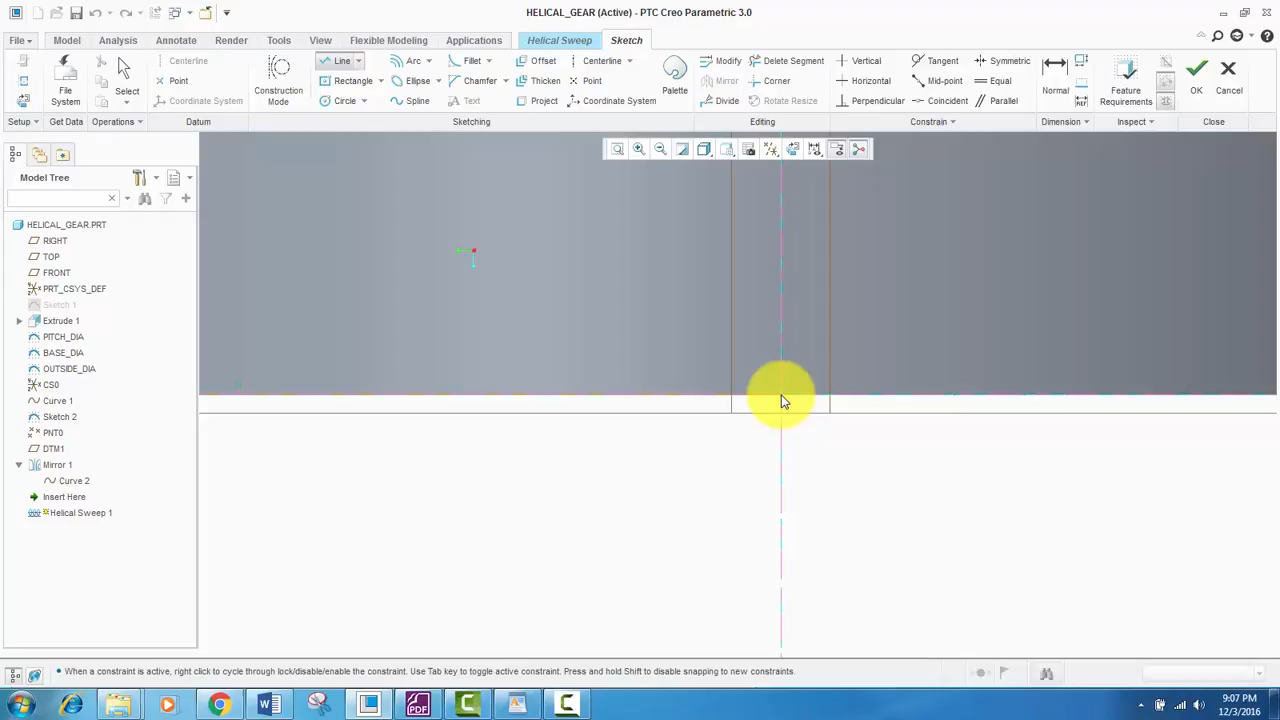 HELICAL_GEAR (Active) - PTC Creo Parametric 3.0
File Model Analysis Annotate Render Tools View Flexible Modeling Applications Helical Sweep Sketch
Centerline Line Arc Fillet Offset Centerline Modify Delete Segment Vertical Tangent Symmetric
Point Rectangle Ellipse Chamfer Thicken Point Mirror Corner Horizontal Mid-point Equal
Coordinate System Circle Spline Text Project Coordinate System Divide Rotate Resize Perpendicular Coincident Parallel
File System Select Construction Mode Palette Normal Feature Requirements OK Cancel
Setup Get Data Operations Datum Sketching Editing Constrain Dimension Inspect Close
Model Tree
HELICAL_GEAR.PRT
RIGHT
TOP
FRONT
PRT_CSYS_DEF
Sketch 1
Extrude 1
PITCH_DIA
BASE_DIA
OUTSIDE_DIA
CS0
Curve 1
Sketch 2
PNT0
DTM1
Mirror 1
Curve 2
Insert Here
Helical Sweep 1
When a constraint is active, right click to cycle through lock/disable/enable the constraint. Use Tab key to toggle active constraint. Press and hold Shift to disable snapping to new constraints.
9:07 PM
12/3/2016